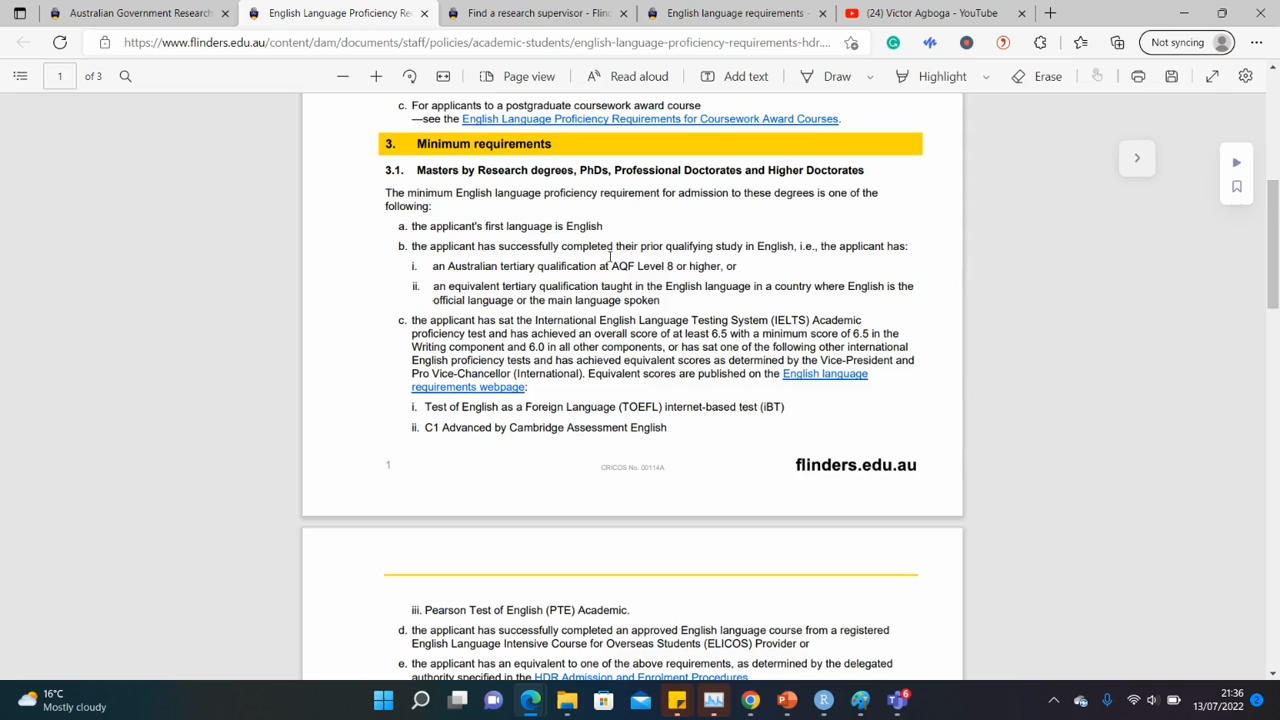 Australian Government Research
English Language Proficiency Re
Find a research supervisor - Flin
English language requirements -
(24) Victor Agboga - YouTube
https://www.flinders.edu.au/content/dam/documents/staff/policies/academic-students/english-language-proficiency-requirements-hdr....
Not syncing
1 of 3
Page view
Read aloud
Add text
Draw
Highlight
Erase
c. For applicants to a postgraduate coursework award course
—see the English Language Proficiency Requirements for Coursework Award Courses.
3. Minimum requirements
3.1. Masters by Research degrees, PhDs, Professional Doctorates and Higher Doctorates
The minimum English language proficiency requirement for admission to these degrees is one of the
following:
a. the applicant's first language is English
b. the applicant has successfully completed their prior qualifying study in English, i.e., the applicant has:
i. an Australian tertiary qualification at AQF Level 8 or higher, or
ii. an equivalent tertiary qualification taught in the English language in a country where English is the
official language or the main language spoken
c. the applicant has sat the International English Language Testing System (IELTS) Academic
proficiency test and has achieved an overall score of at least 6.5 with a minimum score of 6.5 in the
Writing component and 6.0 in all other components, or has sat one of the following other international
English proficiency tests and has achieved equivalent scores as determined by the Vice-President and
Pro Vice-Chancellor (International). Equivalent scores are published on the English language
requirements webpage:
i. Test of English as a Foreign Language (TOEFL) internet-based test (iBT)
ii. C1 Advanced by Cambridge Assessment English
1
CRICOS No. 00114A
flinders.edu.au
iii. Pearson Test of English (PTE) Academic.
d. the applicant has successfully completed an approved English language course from a registered
English Language Intensive Course for Overseas Students (ELICOS) Provider or
e. the applicant has an equivalent to one of the above requirements, as determined by the delegated
authority specified in the HDR Admission and Enrolment Procedures.
16°C
Mostly cloudy
6
21:36
13/07/2022